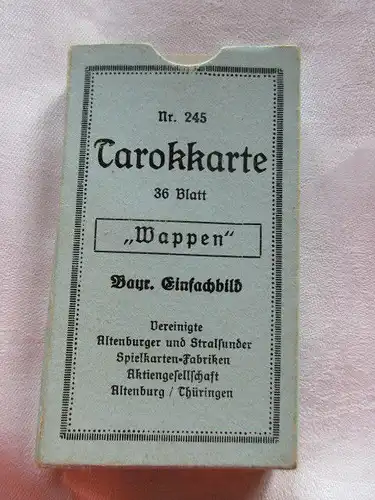 Nr. 245
Tarokkarte
36 Blatt
„Wappen“
Bayr. Einfachbild
Vereinigte
Altenburger und Stralsunder
Spielkarten-Fabriken
Aktiengesellschaft
Altenburg / Thüringen